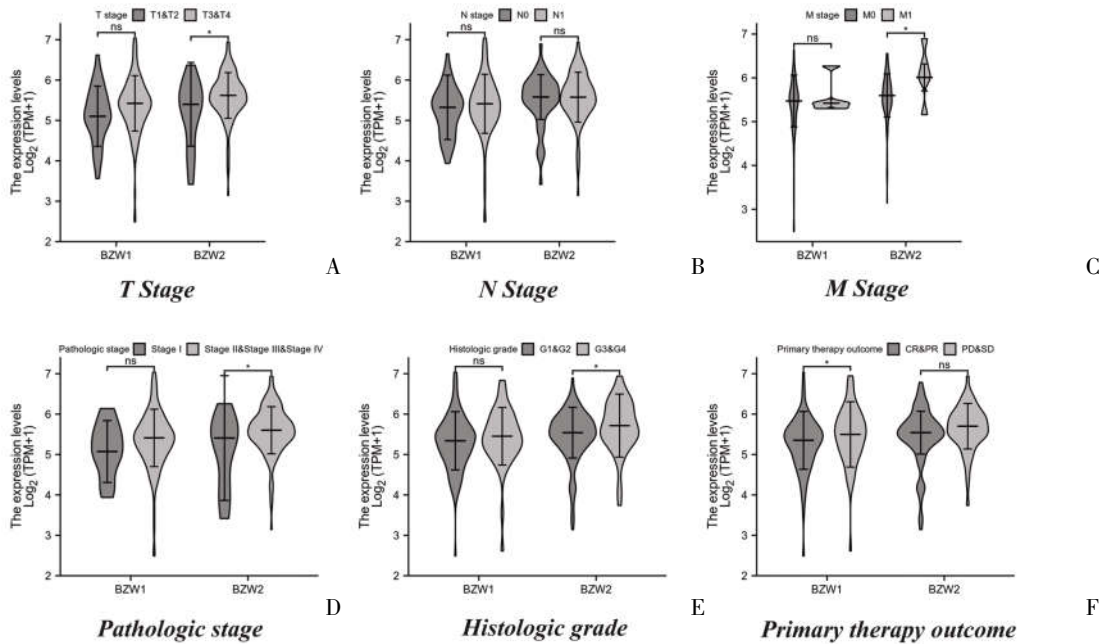 T stage T1&T2 T3&T4
The expression levels
Log2 (TPM+1)
7
6
5
4
3
2
ns
*
BZW1 BZW2
A
T Stage
N stage N0 N1
The expression levels
Log2 (TPM+1)
7
6
5
4
3
2
ns
ns
BZW1 BZW2
B
N Stage
M stage M0 M1
The expression levels
Log2 (TPM+1)
7
6
5
4
3
ns
*
BZW1 BZW2
C
M Stage
Pathologic stage Stage I Stage II&Stage III&Stage IV
The expression levels
Log2 (TPM+1)
7
6
5
4
3
2
ns
*
BZW1 BZW2
D
Pathologic stage
Histologic grade G1&G2 G3&G4
The expression levels
Log2 (TPM+1)
7
6
5
4
3
2
ns
*
BZW1 BZW2
E
Histologic grade
Primary therapy outcome CR&PR PD&SD
The expression levels
Log2 (TPM+1)
7
6
5
4
3
2
*
ns
BZW1 BZW2
F
Primary therapy outcome